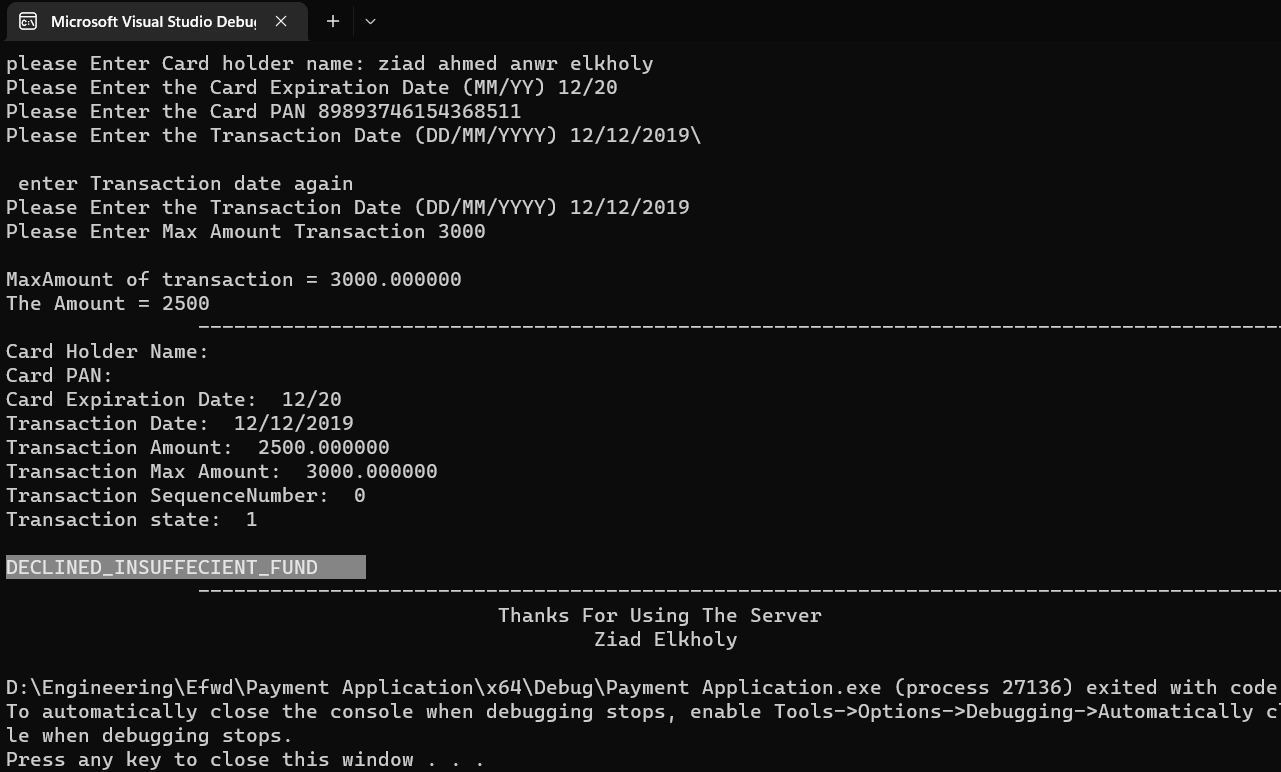 Microsoft Visual Studio Debug
please Enter Card holder name: ziad ahmed anwr elkholy
Please Enter the Card Expiration Date (MM/YY) 12/20
Please Enter the Card PAN 89893746154368511
Please Enter the Transaction Date (DD/MM/YYYY) 12/12/2019\
enter Transaction date again
Please Enter the Transaction Date (DD/MM/YYYY) 12/12/2019
Please Enter Max Amount Transaction 3000
MaxAmount of transaction = 3000.000000
The Amount = 2500
Card Holder Name:
Card PAN:
Card Expiration Date:  12/20
Transaction Date:  12/12/2019
Transaction Amount:  2500.000000
Transaction Max Amount:  3000.000000
Transaction SequenceNumber:  0
Transaction state:  1
DECLINED_INSUFFECIENT_FUND
Thanks For Using The Server
Ziad Elkholy
D:\Engineering\Efwd\Payment Application\x64\Debug\Payment Application.exe (process 27136) exited with code
To automatically close the console when debugging stops, enable Tools->Options->Debugging->Automatically cl
le when debugging stops.
Press any key to close this window . . .